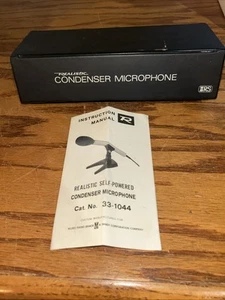 REALISTIC
CONDENSER MICROPHONE
INSTRUCTION
MANUAL
R
REALISTIC SELF-POWERED
CONDENSER MICROPHONE
Cat. No. 33-1044